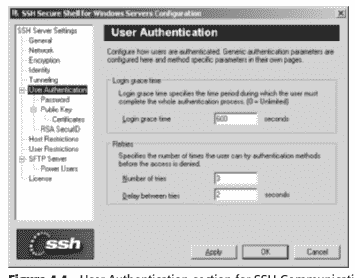 SSH Secure Shell for Windows Servers Configuration
SSH Server Settings
General
Network
Encryption
Identity
Tunneling
User Authentication
Password
Public Key
Certificates
RSA SecurID
Host Restrictions
User Restrictions
SFTP Server
Power Users
License
User Authentication
Configure how users are authenticated. Generic authentication parameters are
configured here and method specific parameters in their own pages.
Login grace time
Login grace time specifies the time period during which the user must
complete the whole authentication process. (0 = Unlimited)
Login grace time 600 seconds
Retries
Specifies the number of times the user can try authentication methods
before the access is denied.
Number of tries 3
Delay between tries 2 seconds
ssh
Apply OK Cancel
User Authentication section for SSH Communicati